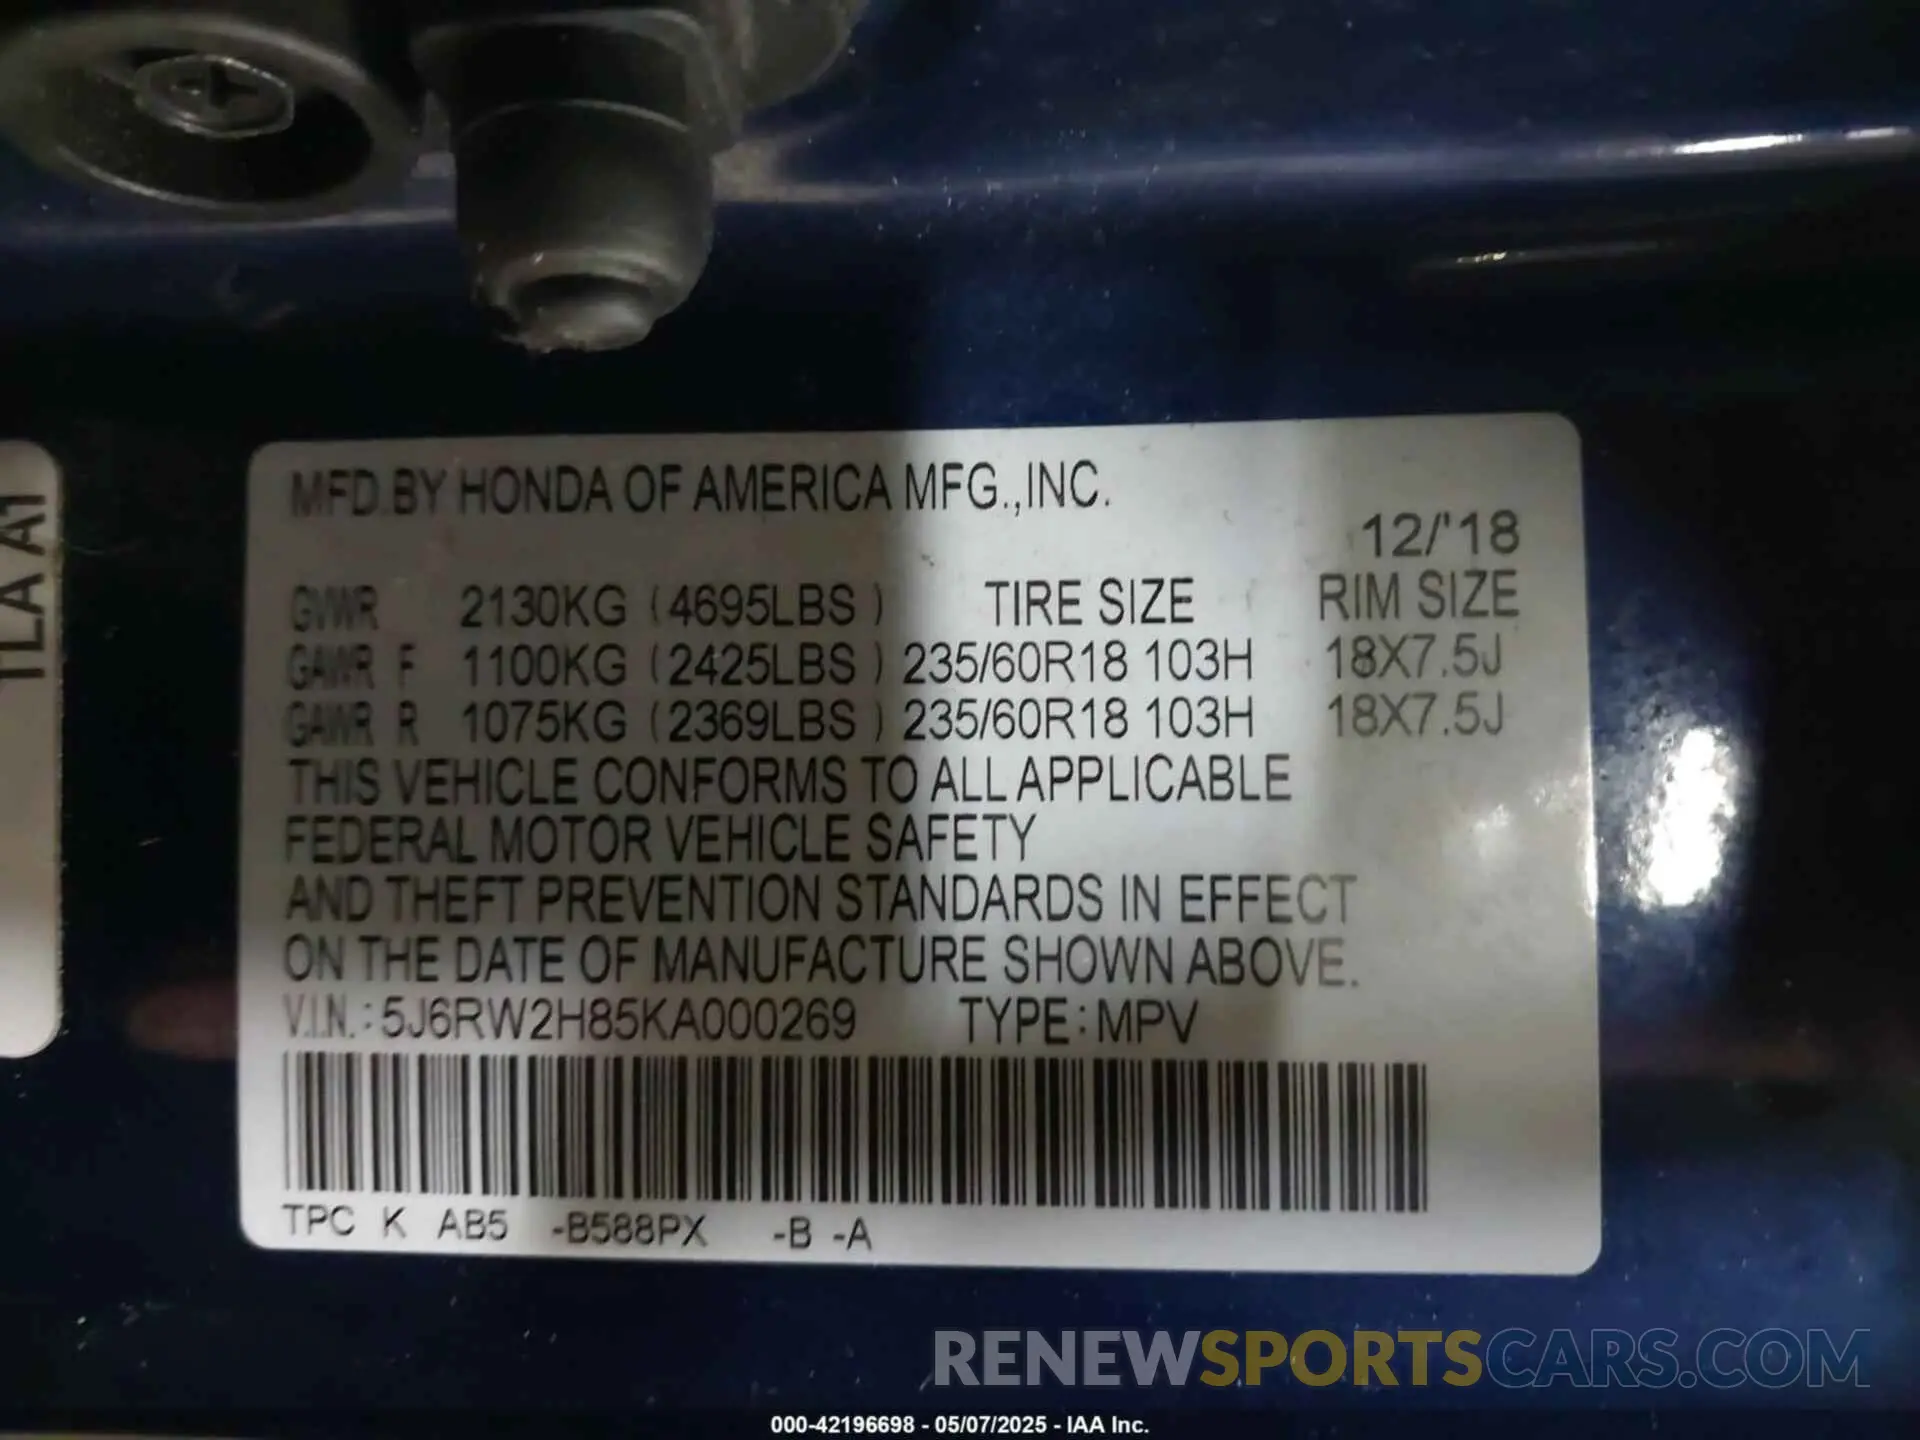 MFD.BY HONDA OF AMERICA MFG.,INC.
12/'18
GVWR 2130KG (4695LBS) TIRE SIZE RIM SIZE
GAWR F 1100KG (2425LBS) 235/60R18 103H 18X7.5J
GAWR R 1075KG (2369LBS) 235/60R18 103H 18X7.5J
THIS VEHICLE CONFORMS TO ALL APPLICABLE
FEDERAL MOTOR VEHICLE SAFETY
AND THEFT PREVENTION STANDARDS IN EFFECT
ON THE DATE OF MANUFACTURE SHOWN ABOVE.
V.I.N.:5J6RW2H85KA000269 TYPE:MPV
TPC K AB5 -B588PX -B -A
TLA A1
RENEWSPORTSCARS.COM
000-42196698 - 05/07/2025 - IAA Inc.